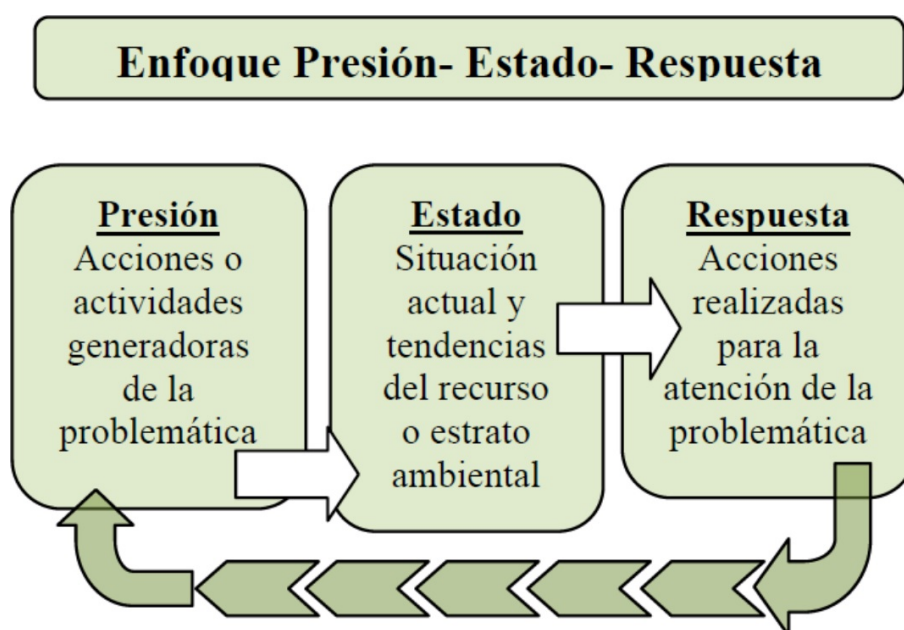 Enfoque Presión- Estado- Respuesta
Presión
Acciones o
actividades
generadoras
de la
problemática
Estado
Situación
actual y
tendencias
del recurso
o estrato
ambiental
Respuesta
Acciones
realizadas
para la
atención de la
problemática